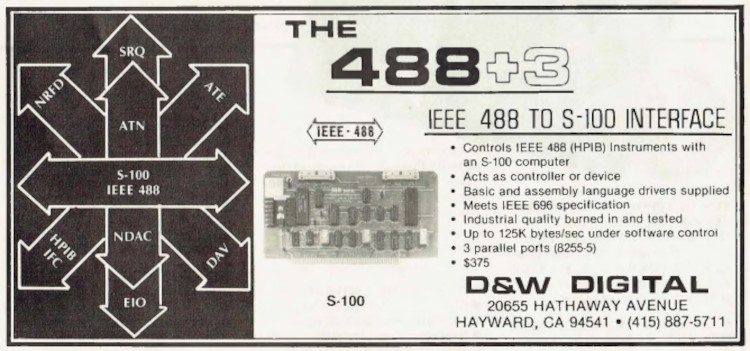 SRQ
NRFD
ATE
ATN
S-100
IEEE 488
NDAC
HPIB
IFC
DAV
EIO
THE
488+3
IEEE-488
IEEE 488 TO S-100 INTERFACE
• Controls IEEE 488 (HPIB) Instruments with
an S-100 computer
• Acts as controller or device
• Basic and assembly language drivers supplied
• Meets IEEE 696 specification
• Industrial quality burned in and tested
• Up to 125K bytes/sec under software control
• 3 parallel ports (8255-5)
• $375
S-100
D&W DIGITAL
20655 HATHAWAY AVENUE
HAYWARD, CA 94541 • (415) 887-5711